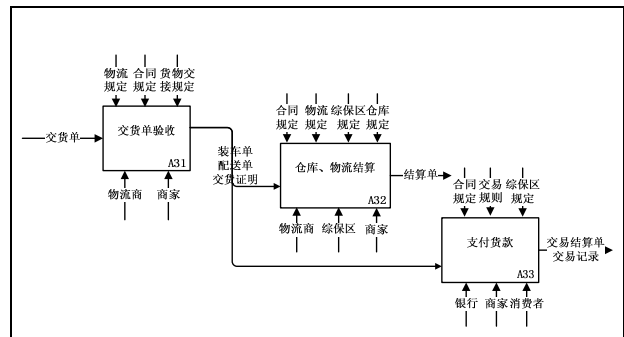 物流 合同 货物交
规定 规定 接规定
交货单
交货单验收
A31
物流商 商家
装车单
配送单
交货证明
合同 物流 综保区 仓库
规定 规定 规定 规定
仓库、物流结算
A32
结算单
物流商 综保区 商家
合同 交易 综保区
规定 规则 规定
支付货款
A33
交易结算单
交易记录
银行 商家 消费者